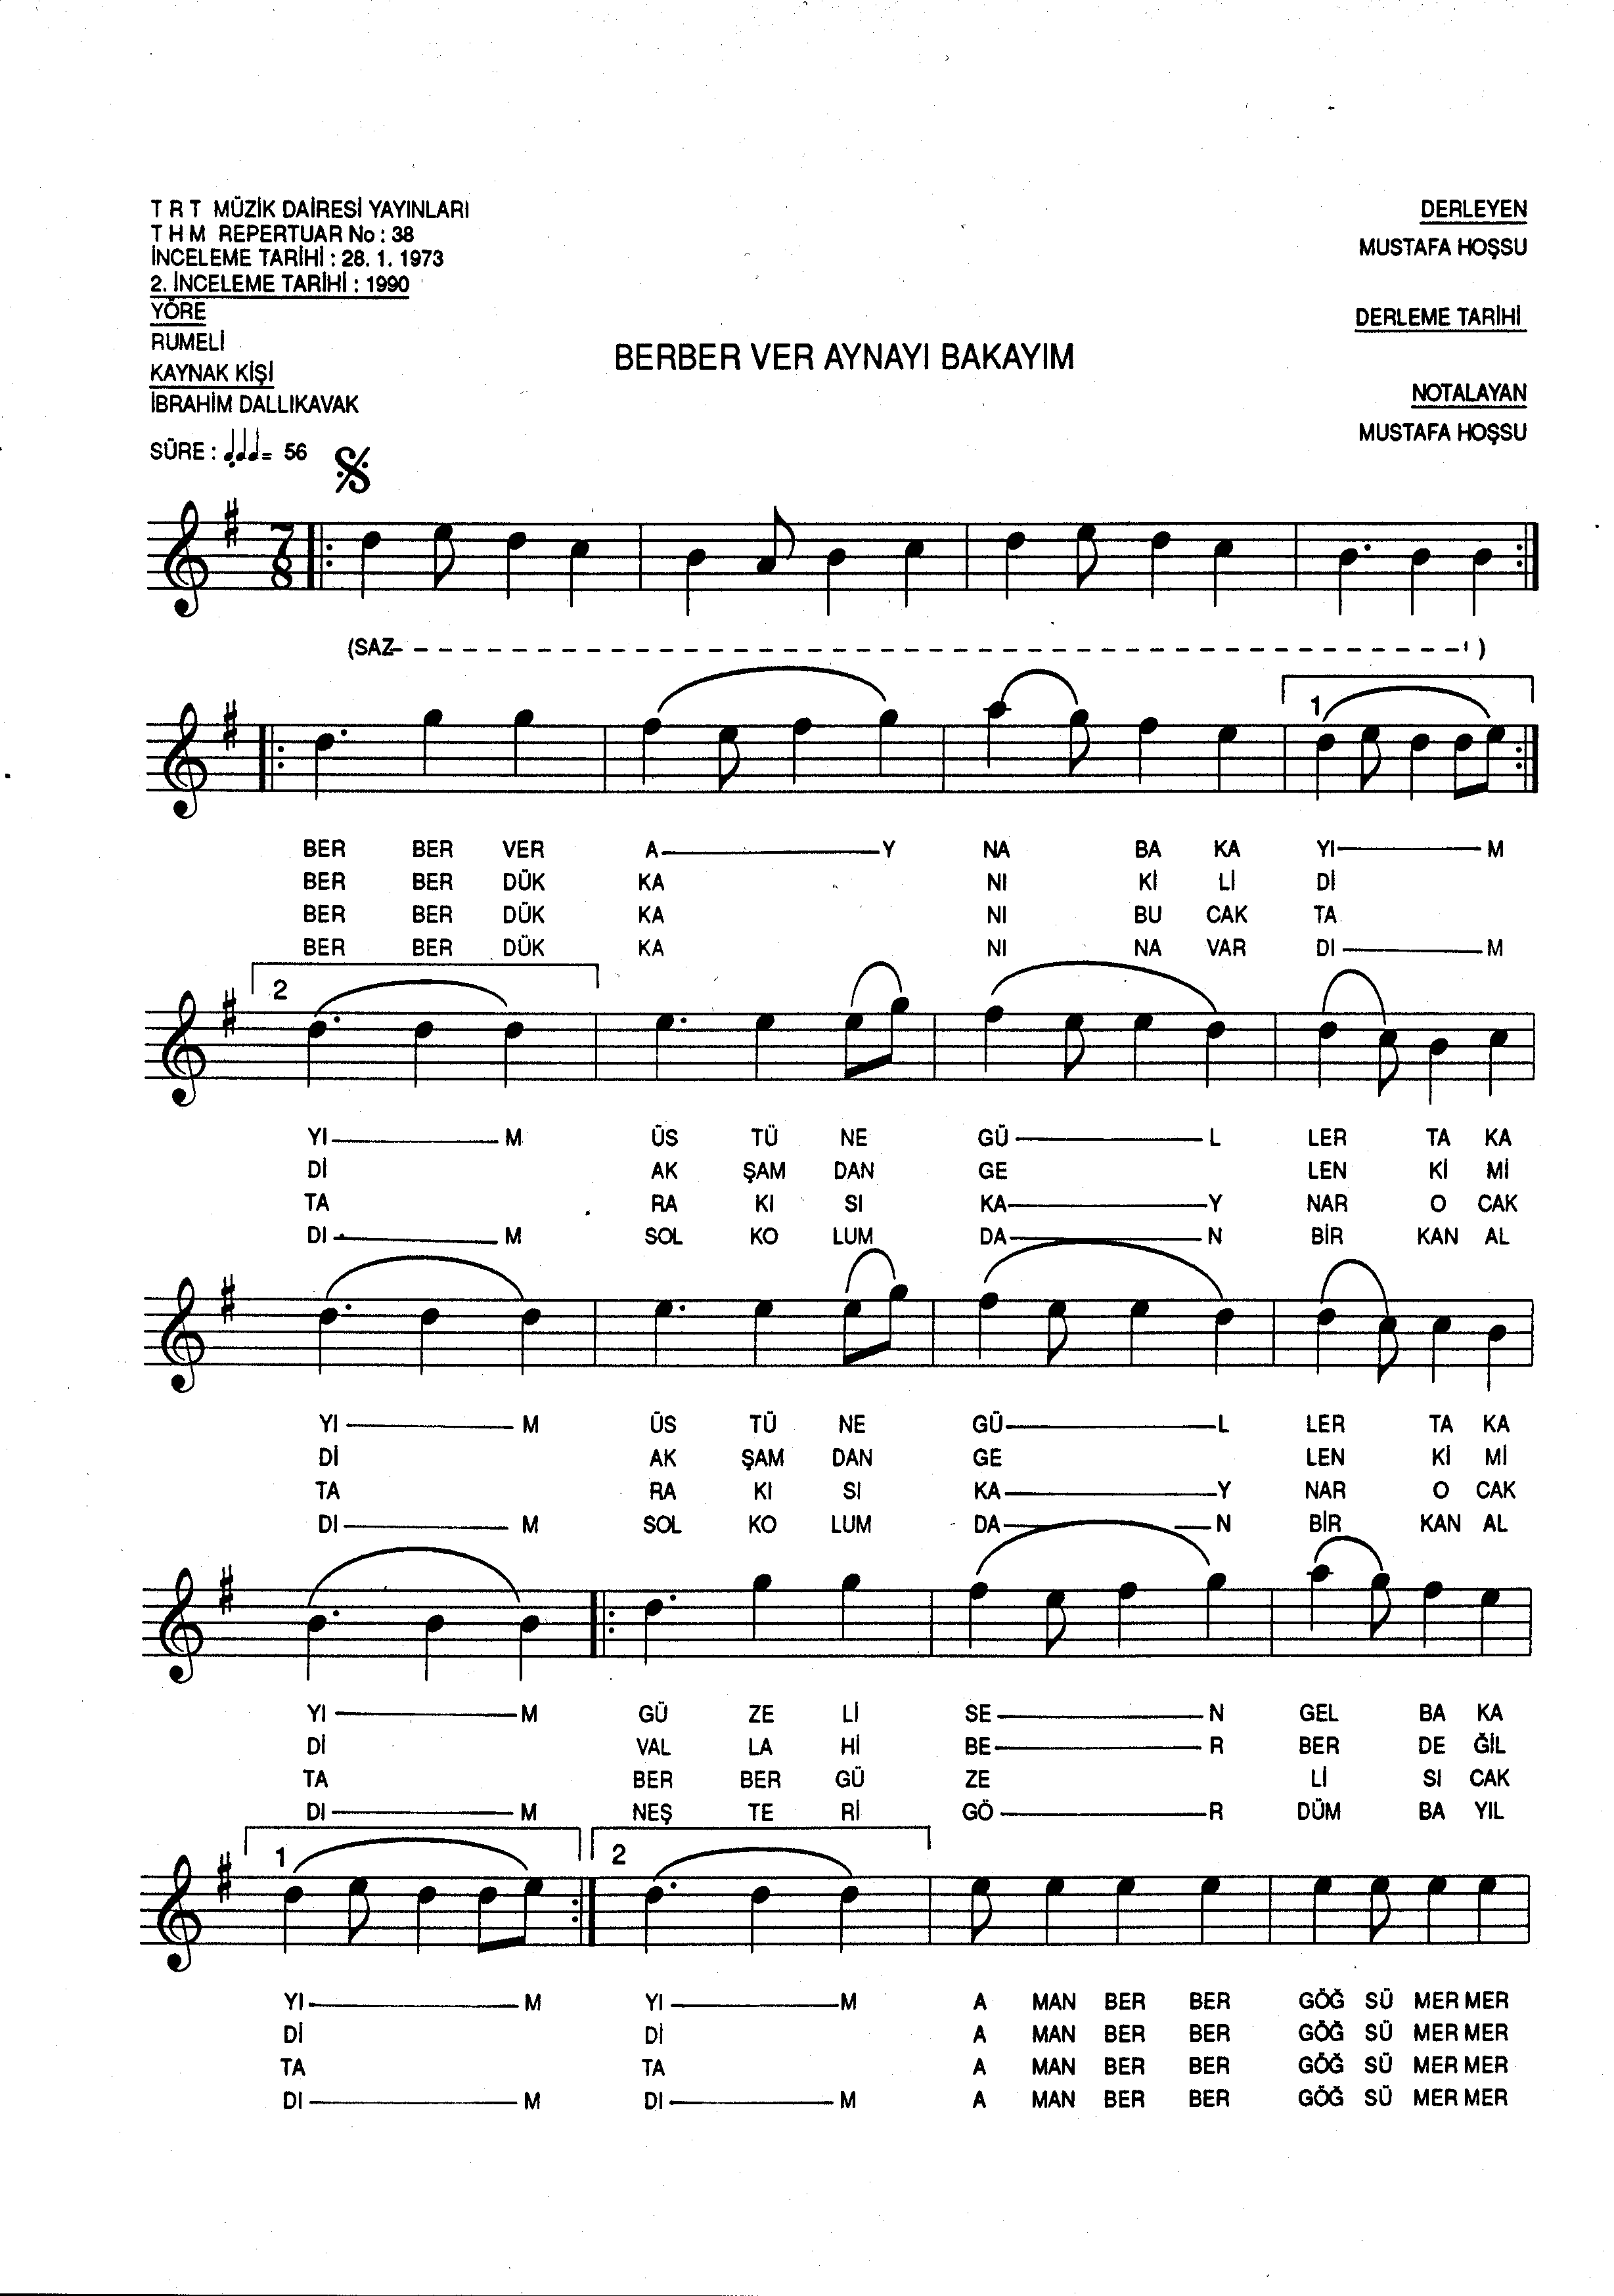 T R T MÜZİK DAİRESİ YAYINLARI
T H M REPERTUAR No : 38
İNCELEME TARİHİ : 28. 1. 1973
2. İNCELEME TARİHİ : 1990
YÖRE
RUMELİ
KAYNAK KİŞİ
İBRAHİM DALLIKAVAK
SÜRE : = 56
DERLEYEN
MUSTAFA HOŞSU
DERLEME TARİHİ
NOTALAYAN
MUSTAFA HOŞSU
BERBER VER AYNAYI BAKAYIM
7
8
(SAZ- - - - - - - - - - - - - - - - - - - - - - - - )
1
BER BER VER A———Y NA BA KA YI———M
BER BER DÜK KA NI Kİ Lİ Dİ
BER BER DÜK KA NI BU CAK TA
BER BER DÜK KA NI NA VAR DI———M
2
YI———M ÜS TÜ NE GÜ———L LER TA KA
Dİ AK ŞAM DAN GE LEN Kİ Mİ
TA RA KI SI KA———Y NAR O CAK
DI———M SOL KO LUM DA———N BİR KAN AL
YI———M ÜS TÜ NE GÜ———L LER TA KA
Dİ AK ŞAM DAN GE LEN Kİ Mİ
TA RA KI SI KA———Y NAR O CAK
DI———M SOL KO LUM DA———N BİR KAN AL
YI———M GÜ ZE Lİ SE———N GEL BA KA
Dİ VAL LA Hİ BE———R BER DE ĞİL
TA BER BER GÜ ZE Lİ SI CAK
DI———M NEŞ TE Rİ GÖ———R DÜM BA YIL
1 2
YI———M YI———M A MAN BER BER GÖĞ SÜ MER MER
Dİ Dİ A MAN BER BER GÖĞ SÜ MER MER
TA TA A MAN BER BER GÖĞ SÜ MER MER
DI———M DI———M A MAN BER BER GÖĞ SÜ MER MER